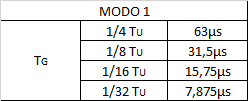 MODO 1
TG
1/4 TU 63μs
1/8 TU 31,5μs
1/16 TU 15,75μs
1/32 TU 7,875μs